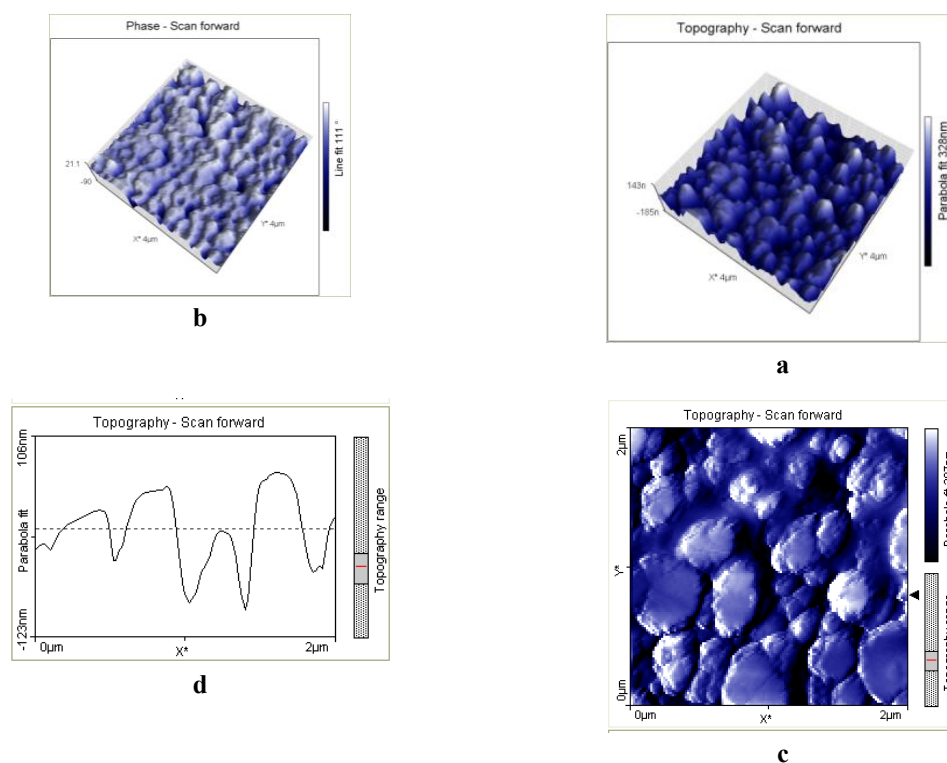 Phase - Scan forward
Line fit 111 °
21.1
-90
X* 4µm
Y* 4µm
b
Topography - Scan forward
Parabola fit 328nm
143n
-185n
X* 4µm
Y* 4µm
a
Topography - Scan forward
106nm
Parabola fit
-123nm
0µm
X*
2µm
Topography range
d
Topography - Scan forward
2µm
Y*
0µm
0µm
X*
2µm
c